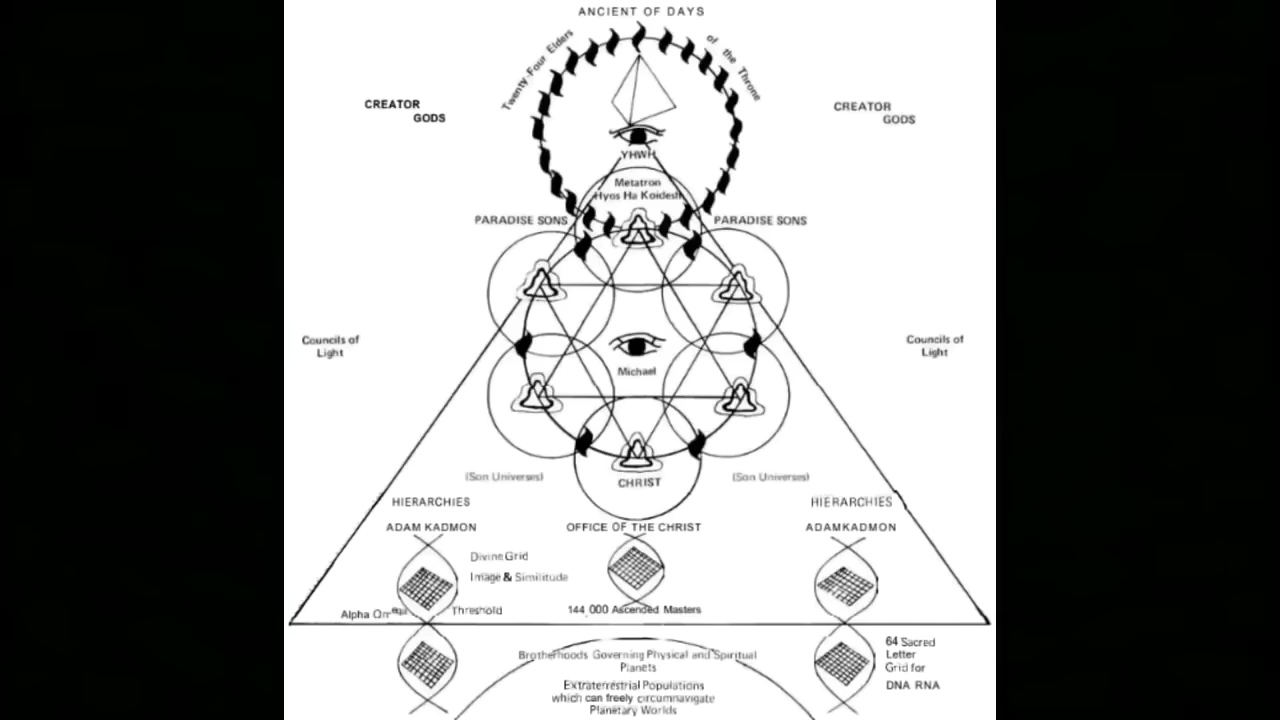 ANCIENT OF DAYS
Twenty-Four Elders
of the Throne
CREATOR
GODS
CREATOR
GODS
YHWH
Metatron
Hyos Ha Koidesh
PARADISE SONS
PARADISE SONS
Councils of
Light
Michael
Councils of
Light
(Son Universes)
CHRIST
(Son Universes)
HIERARCHIES
HIERARCHIES
ADAM KADMON
OFFICE OF THE CHRIST
ADAMKADMON
Divine Grid
Image & Similitude
Alpha Omega
Threshold
144,000 Ascended Masters
Brotherhoods Governing Physical and Spiritual
Planets
Extraterrestrial Populations
which can freely circumnavigate
Planetary Worlds
64 Sacred
Letter
Grid for
DNA RNA